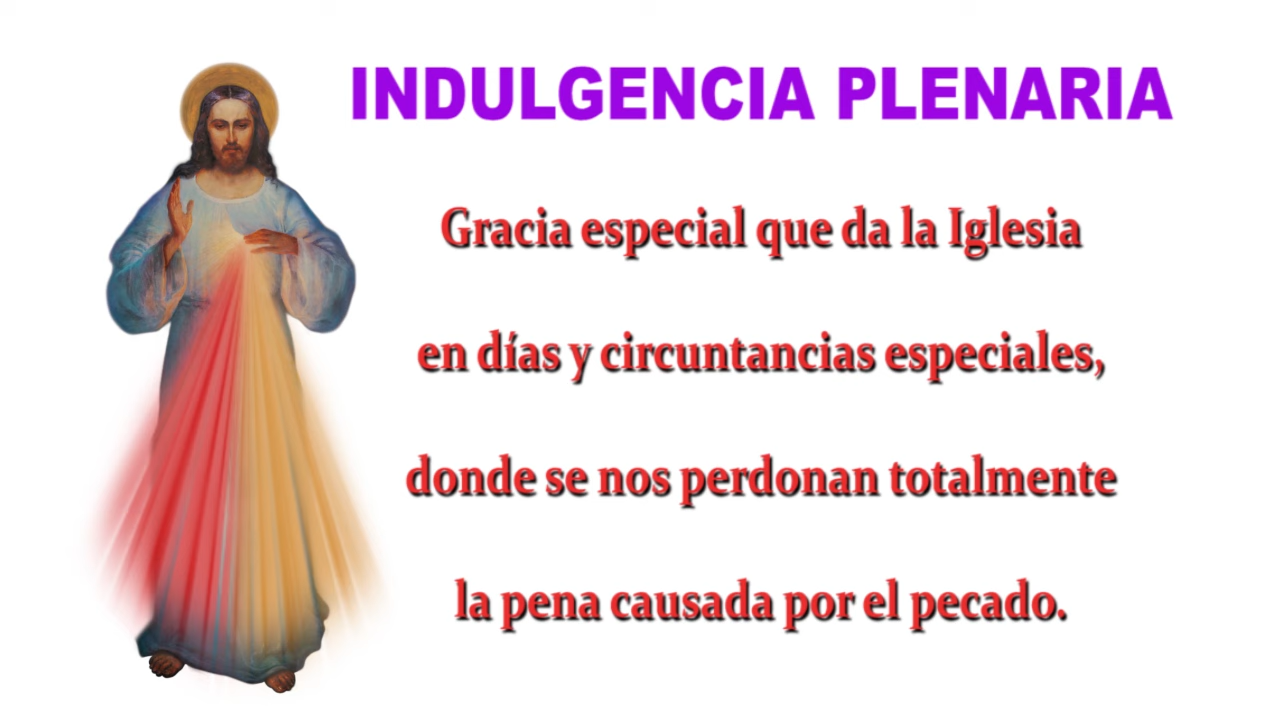 INDULGENCIA PLENARIA
Gracia especial que da la Iglesia
en días y circuntancias especiales,
donde se nos perdonan totalmente
la pena causada por el pecado.